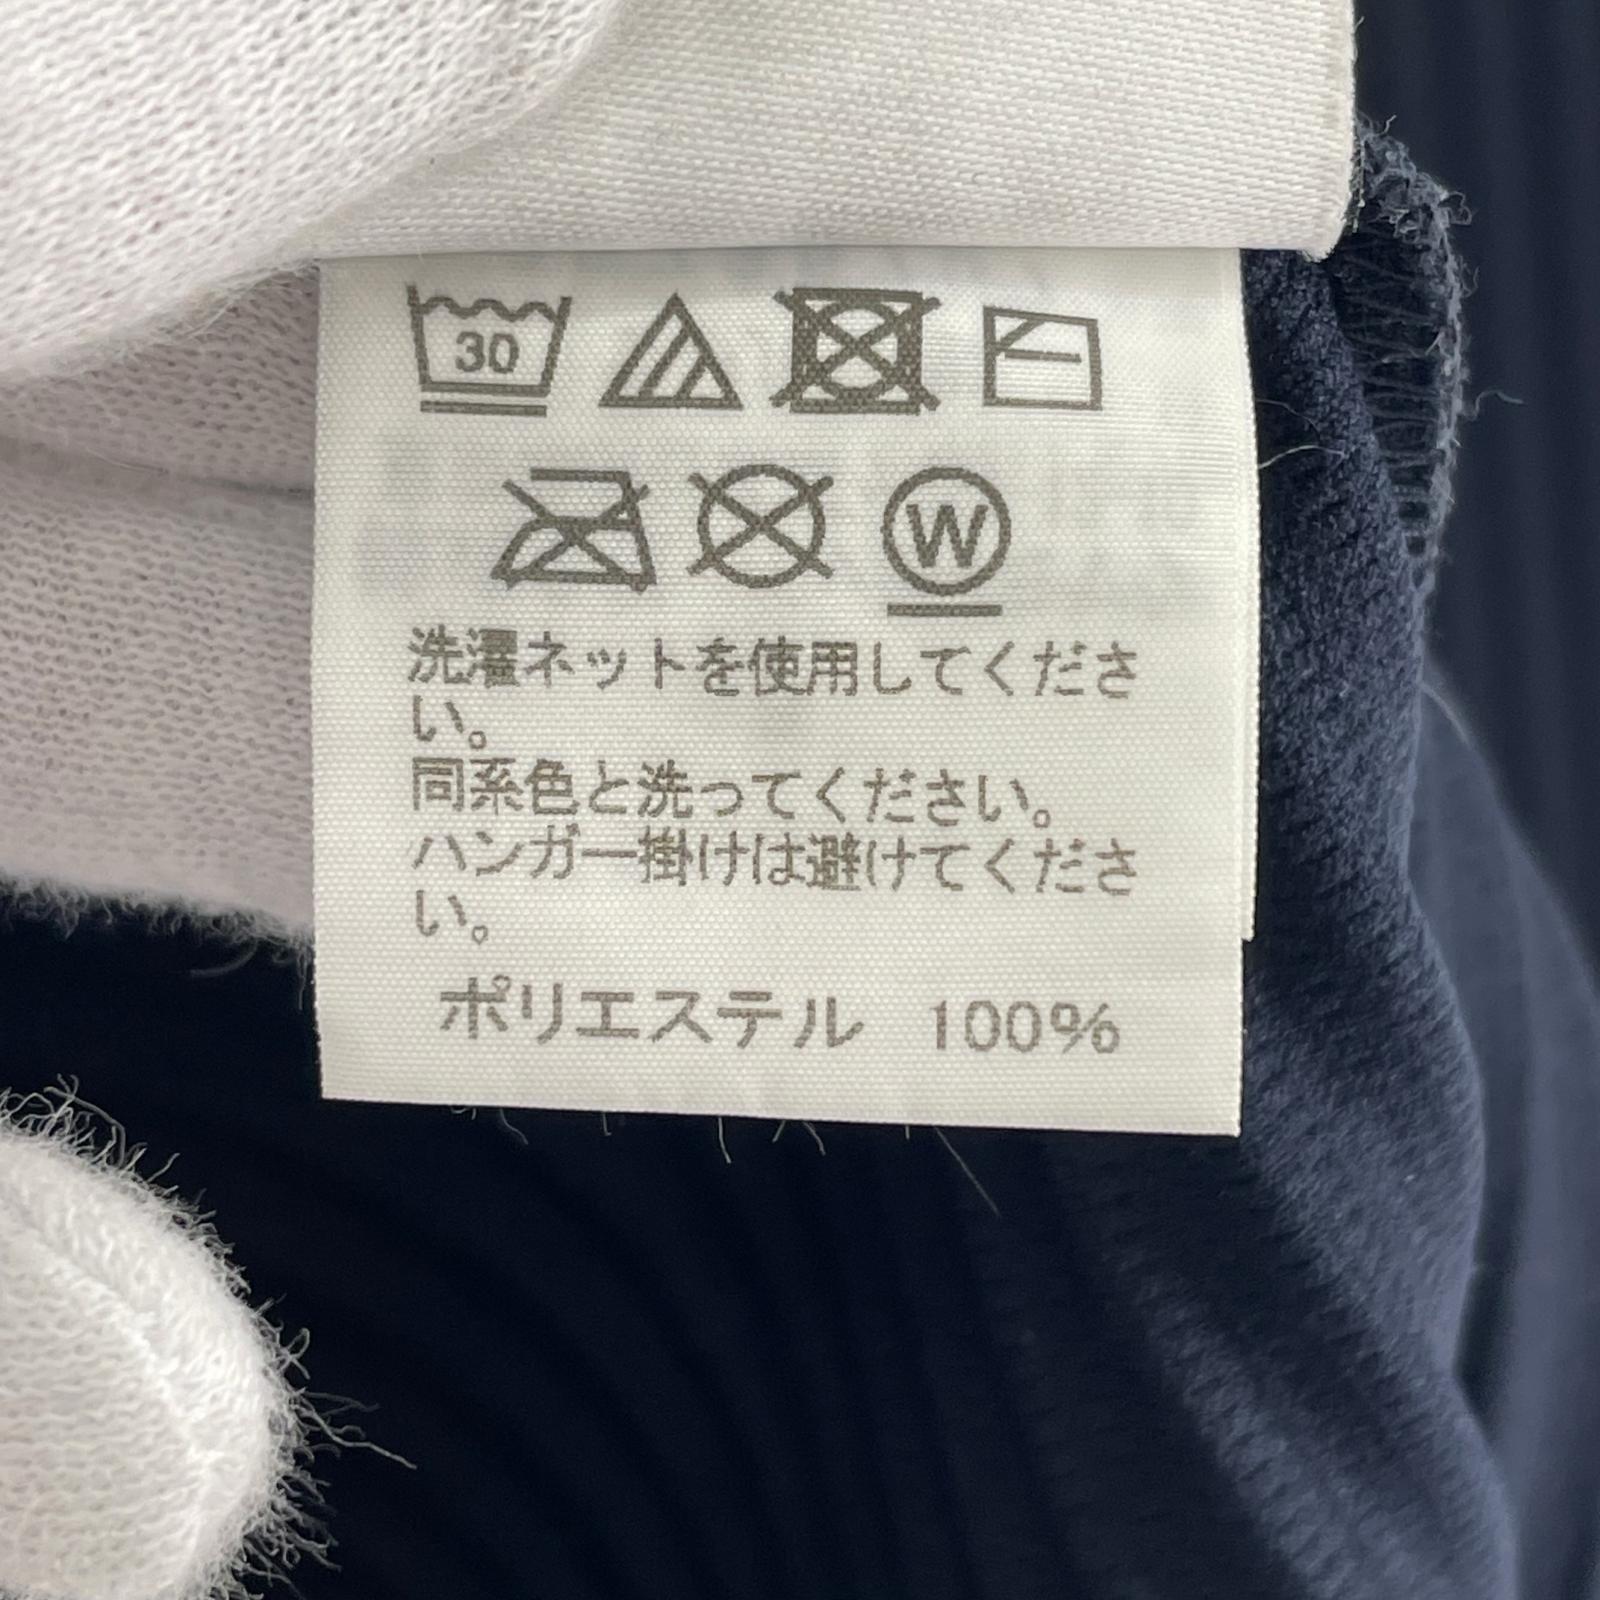 30
W
洗濯ネットを使用してくださ
い。
同系色と洗ってください。
ハンガー掛けは避けてくださ
い。
ポリエステル 100%